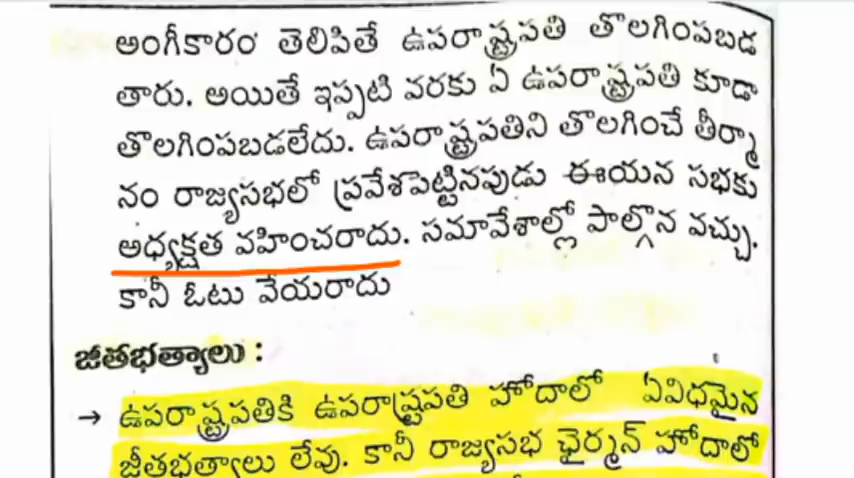 అంగీకారం తెలిపితే ఉపరాష్ట్రపతి తొలగింపబడ
తారు. అయితే ఇప్పటి వరకు ఏ ఉపరాష్ట్రపతి కూడా
తొలగింపబడలేదు. ఉపరాష్ట్రపతిని తొలగించే తీర్మా
నం రాజ్యసభలో ప్రవేశపెట్టినపుడు ఈయన సభకు
అధ్యక్షత వహించరాదు. సమావేశాల్లో పాల్గొన వచ్చు.
కానీ ఓటు వేయరాదు
జీతభత్యాలు :
→ ఉపరాష్ట్రపతికి ఉపరాష్ట్రపతి హోదాలో ఏవిధమైన
జీతభత్యాలు లేవు. కానీ రాజ్యసభ ఛైర్మన్ హోదాలో